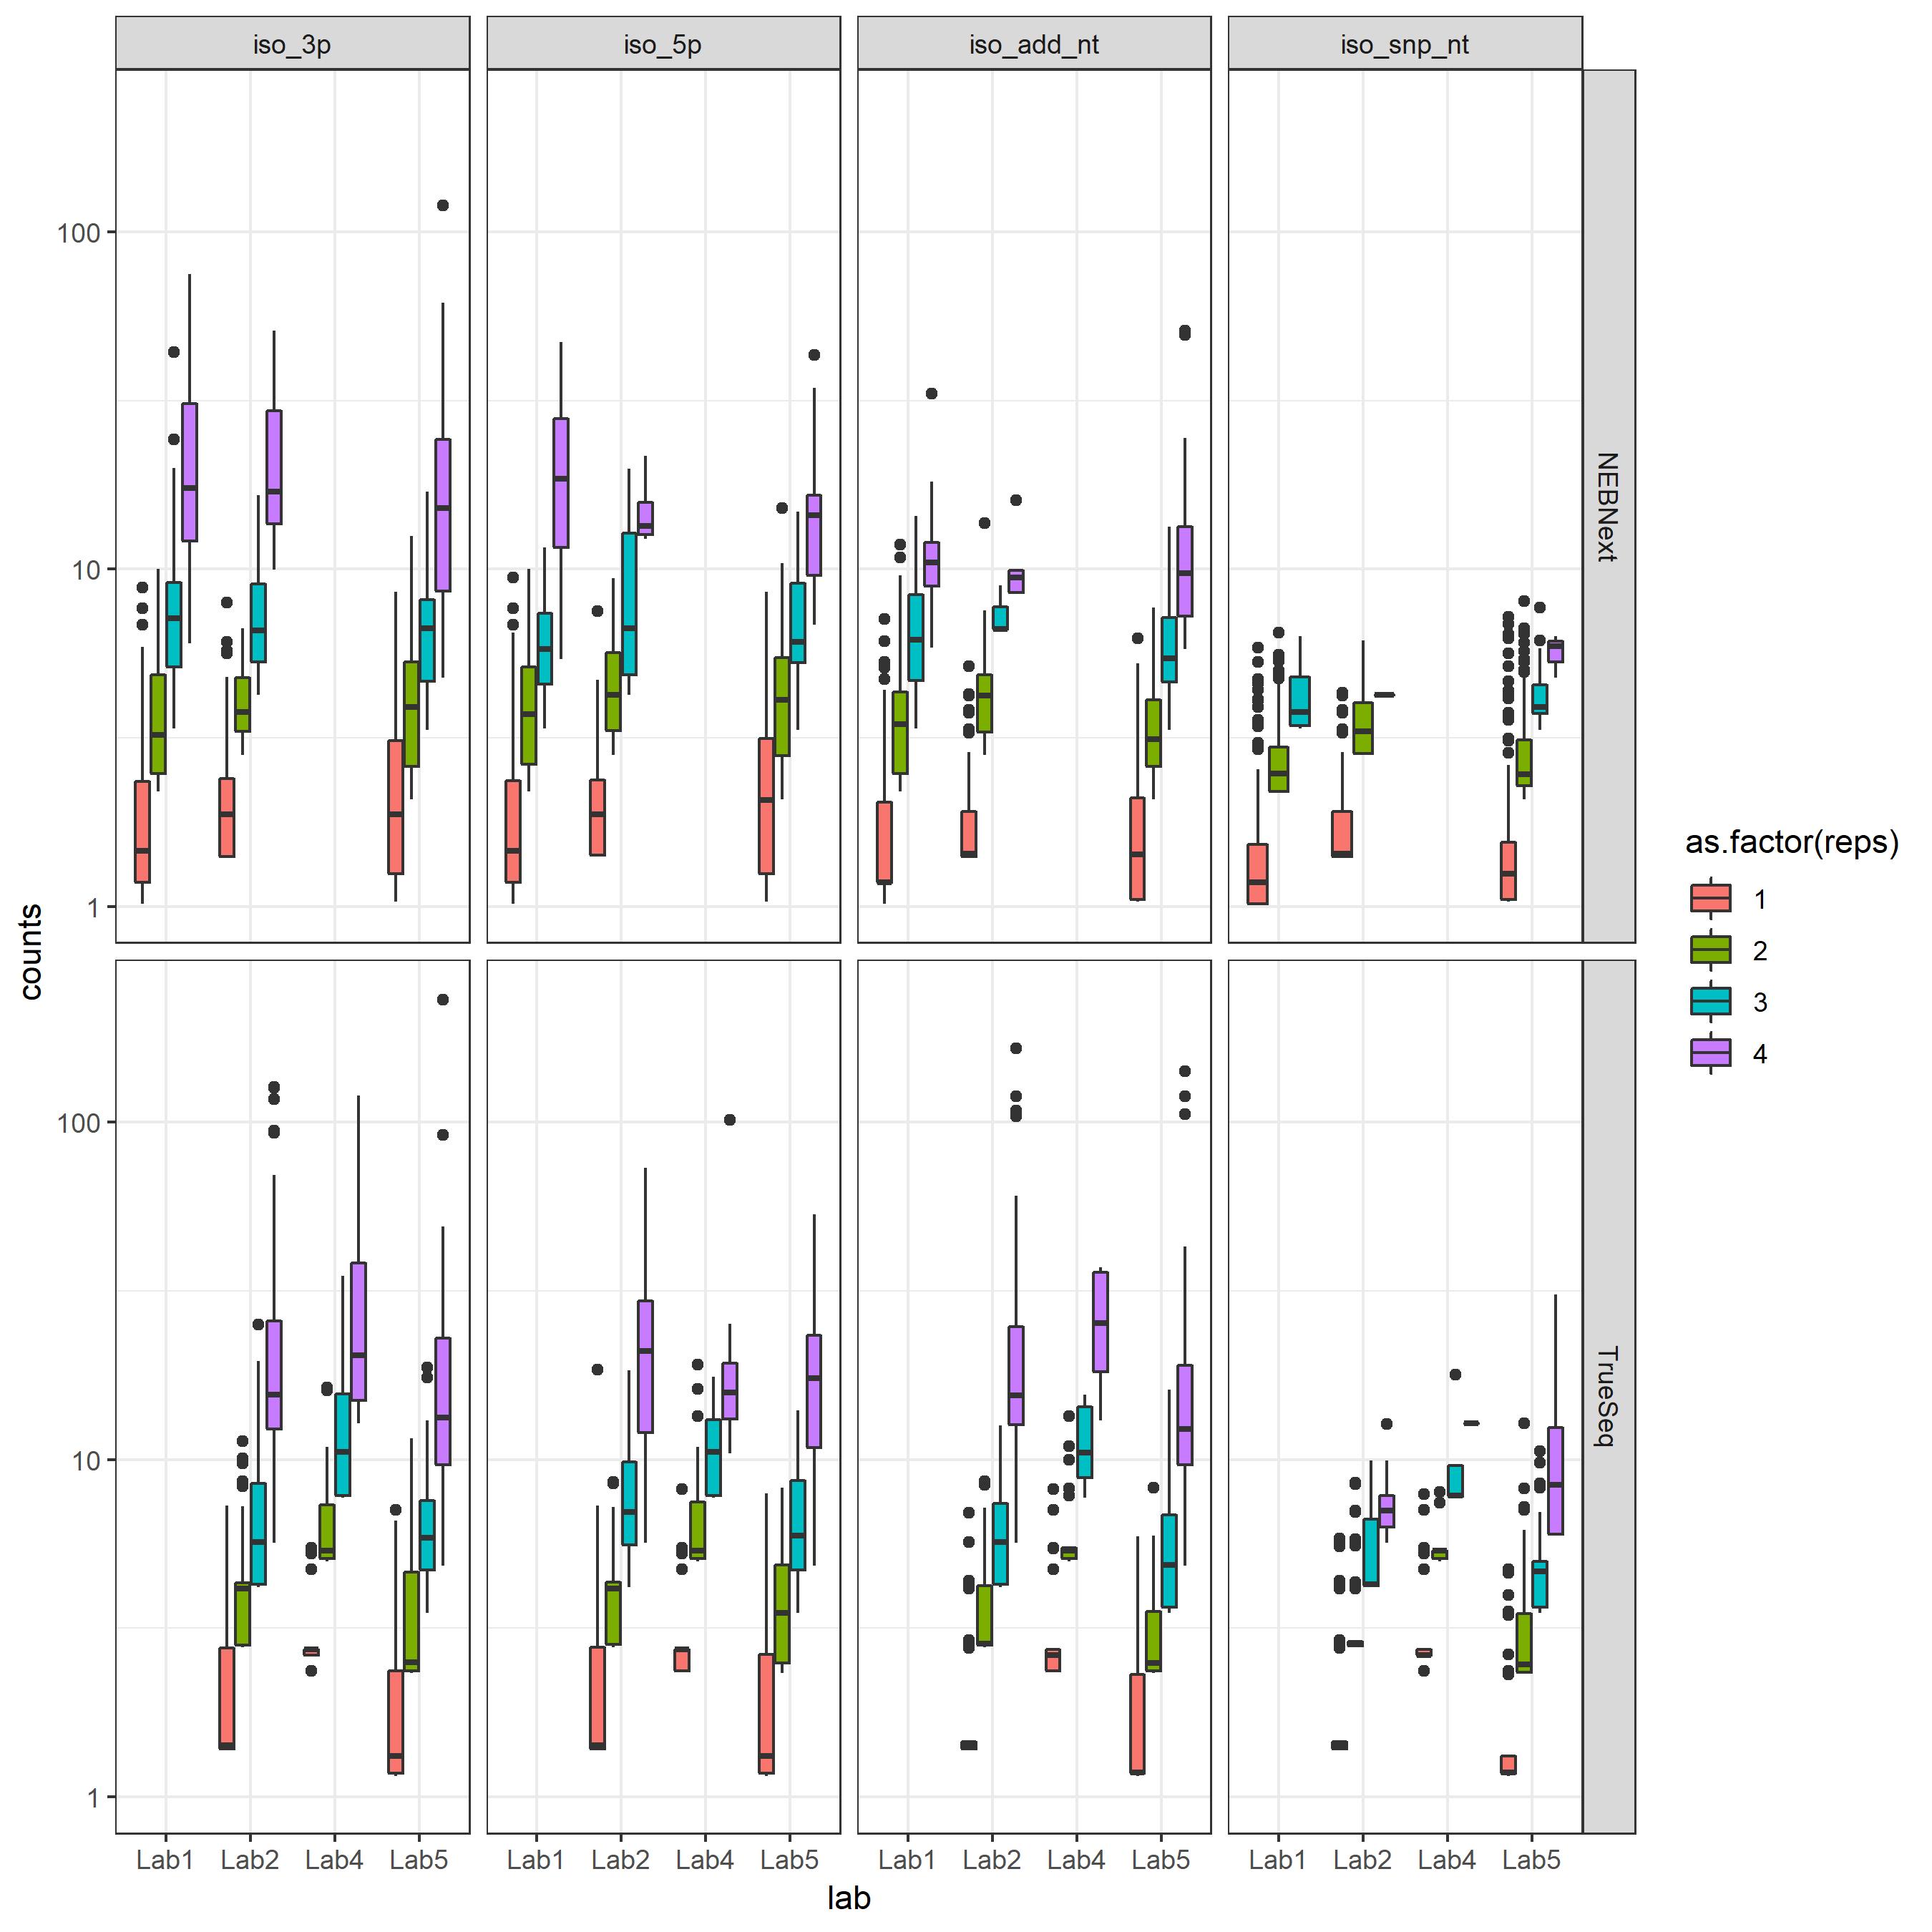 iso_3p
iso_5p
iso_add_nt
iso_snp_nt
100
10
1
NEBNext
100
10
1
TrueSeq
Lab1 Lab2 Lab4 Lab5
Lab1 Lab2 Lab4 Lab5
Lab1 Lab2 Lab4 Lab5
Lab1 Lab2 Lab4 Lab5
lab
counts
as.factor(reps)
1
2
3
4